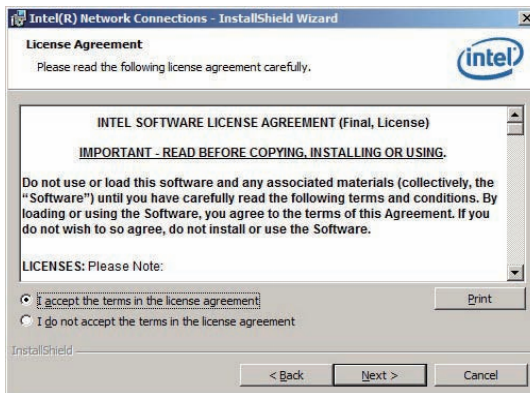 Intel(R) Network Connections - InstallShield Wizard
License Agreement
Please read the following license agreement carefully.
intel
INTEL SOFTWARE LICENSE AGREEMENT (Final, License)
IMPORTANT - READ BEFORE COPYING, INSTALLING OR USING.
Do not use or load this software and any associated materials (collectively, the
“Software”) until you have carefully read the following terms and conditions. By
loading or using the Software, you agree to the terms of this Agreement. If you
do not wish to so agree, do not install or use the Software.
LICENSES: Please Note:
I accept the terms in the license agreement
Print
I do not accept the terms in the license agreement
InstallShield
< Back
Next >
Cancel